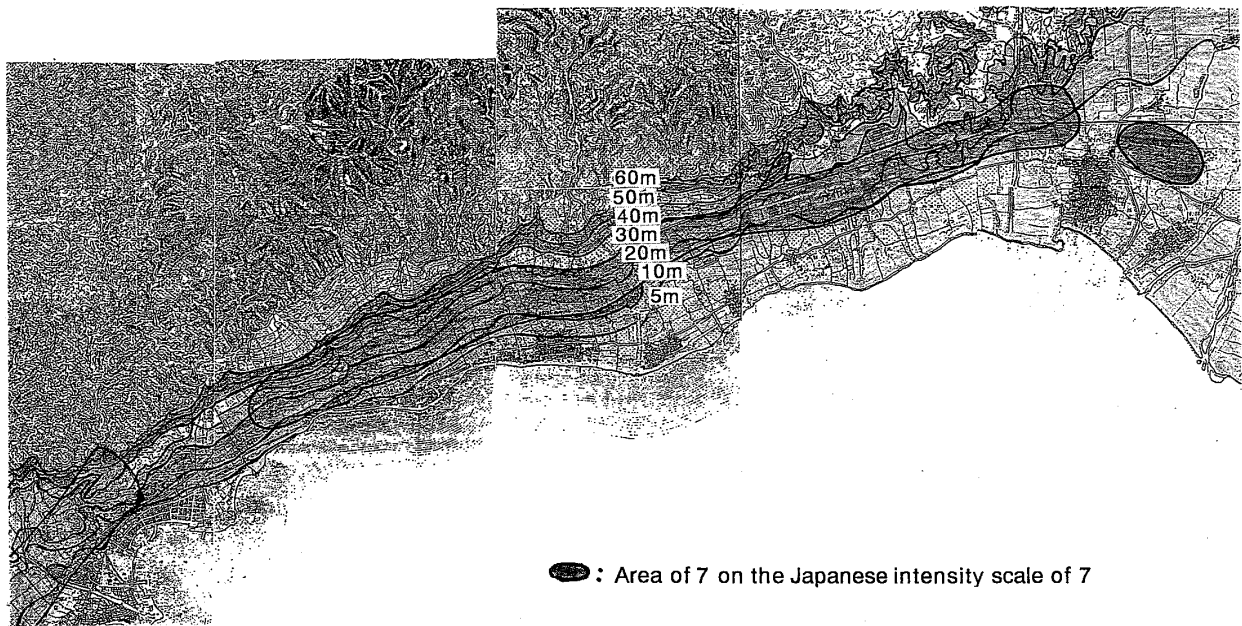 60m
50m
40m
30m
20m
10m
5m
: Area of 7 on the Japanese intensity scale of 7